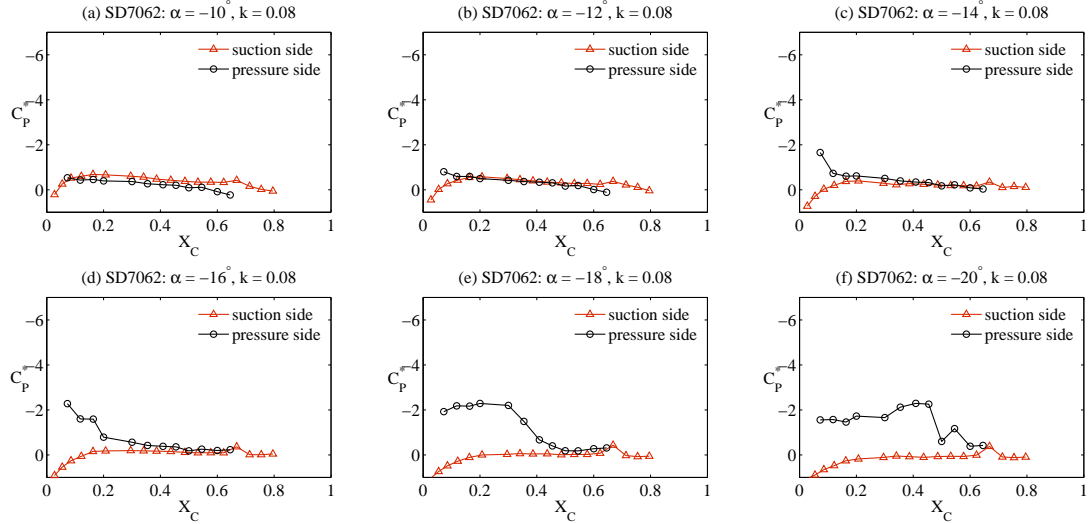 (a) SD7062: α = −10°, k = 0.08
suction side
pressure side
−6
−4
C_P^*
−2
0
0 0.2 0.4 0.6 0.8 1
X_C
(b) SD7062: α = −12°, k = 0.08
suction side
pressure side
−6
−4
C_P^*
−2
0
0 0.2 0.4 0.6 0.8 1
X_C
(c) SD7062: α = −14°, k = 0.08
suction side
pressure side
−6
−4
C_P^*
−2
0
0 0.2 0.4 0.6 0.8 1
X_C
(d) SD7062: α = −16°, k = 0.08
suction side
pressure side
−6
−4
C_P^*
−2
0
0 0.2 0.4 0.6 0.8 1
X_C
(e) SD7062: α = −18°, k = 0.08
suction side
pressure side
−6
−4
C_P^*
−2
0
0 0.2 0.4 0.6 0.8 1
X_C
(f) SD7062: α = −20°, k = 0.08
suction side
pressure side
−6
−4
C_P^*
−2
0
0 0.2 0.4 0.6 0.8 1
X_C